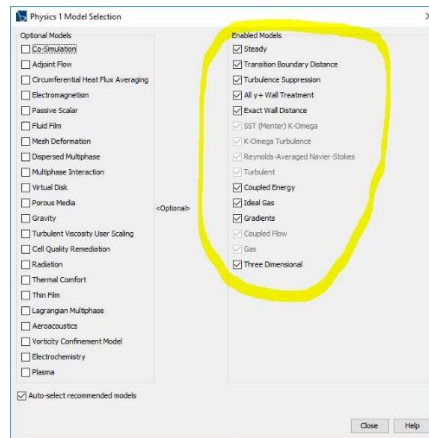 Physics 1 Model Selection
Optional Models
Co-Simulation
Adjoint Flow
Circumferential Heat Flux Averaging
Electromagnetism
Passive Scalar
Fluid Film
Mesh Deformation
Dispersed Multiphase
Multiphase Interaction
Virtual Disk
Porous Media
Gravity
Turbulent Viscosity User Scaling
Cell Quality Remediation
Radiation
Thermal Comfort
Thin Film
Lagrangian Multiphase
Aeroacoustics
Vorticity Confinement Model
Electrochemistry
Plasma
<Optional>
Enabled Models
Steady
Transition Boundary Distance
Turbulence Suppression
All y+ Wall Treatment
Exact Wall Distance
SST (Menter) K-Omega
K-Omega Turbulence
Reynolds-Averaged Navier-Stokes
Turbulent
Coupled Energy
Ideal Gas
Gradients
Coupled Flow
Gas
Three Dimensional
Auto-select recommended models
Close Help